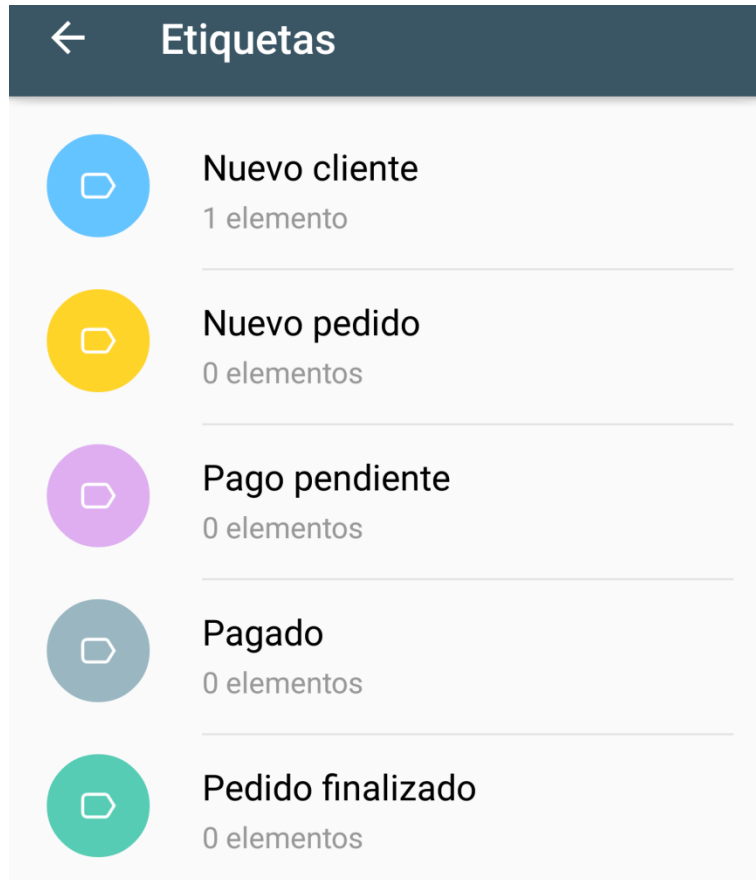 Etiquetas
Nuevo cliente
1 elemento
Nuevo pedido
0 elementos
Pago pendiente
0 elementos
Pagado
0 elementos
Pedido finalizado
0 elementos